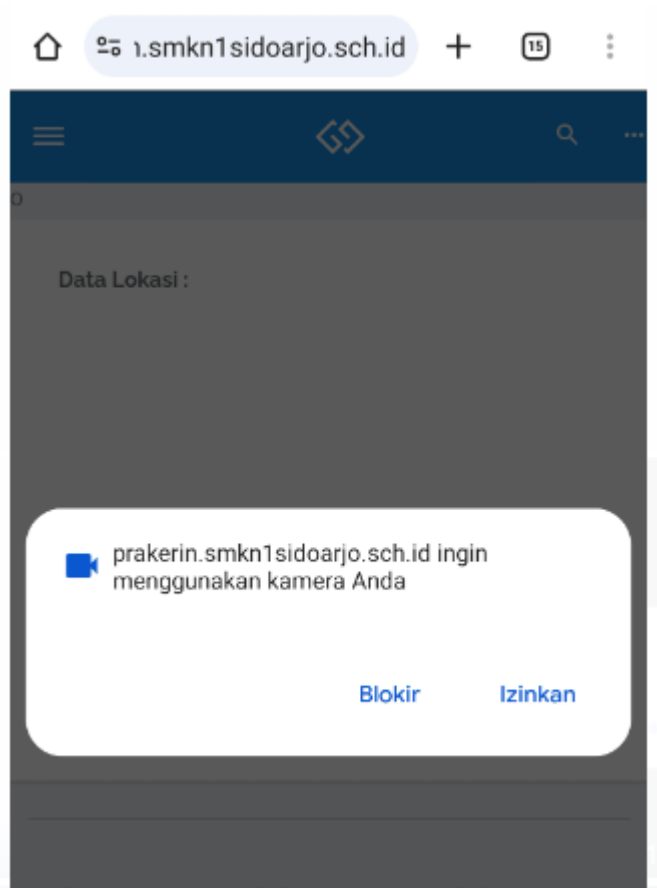 ı.smkn1sidoarjo.sch.id
15
o
Data Lokasi :
prakerin.smkn1sidoarjo.sch.id ingin
menggunakan kamera Anda
Blokir
Izinkan